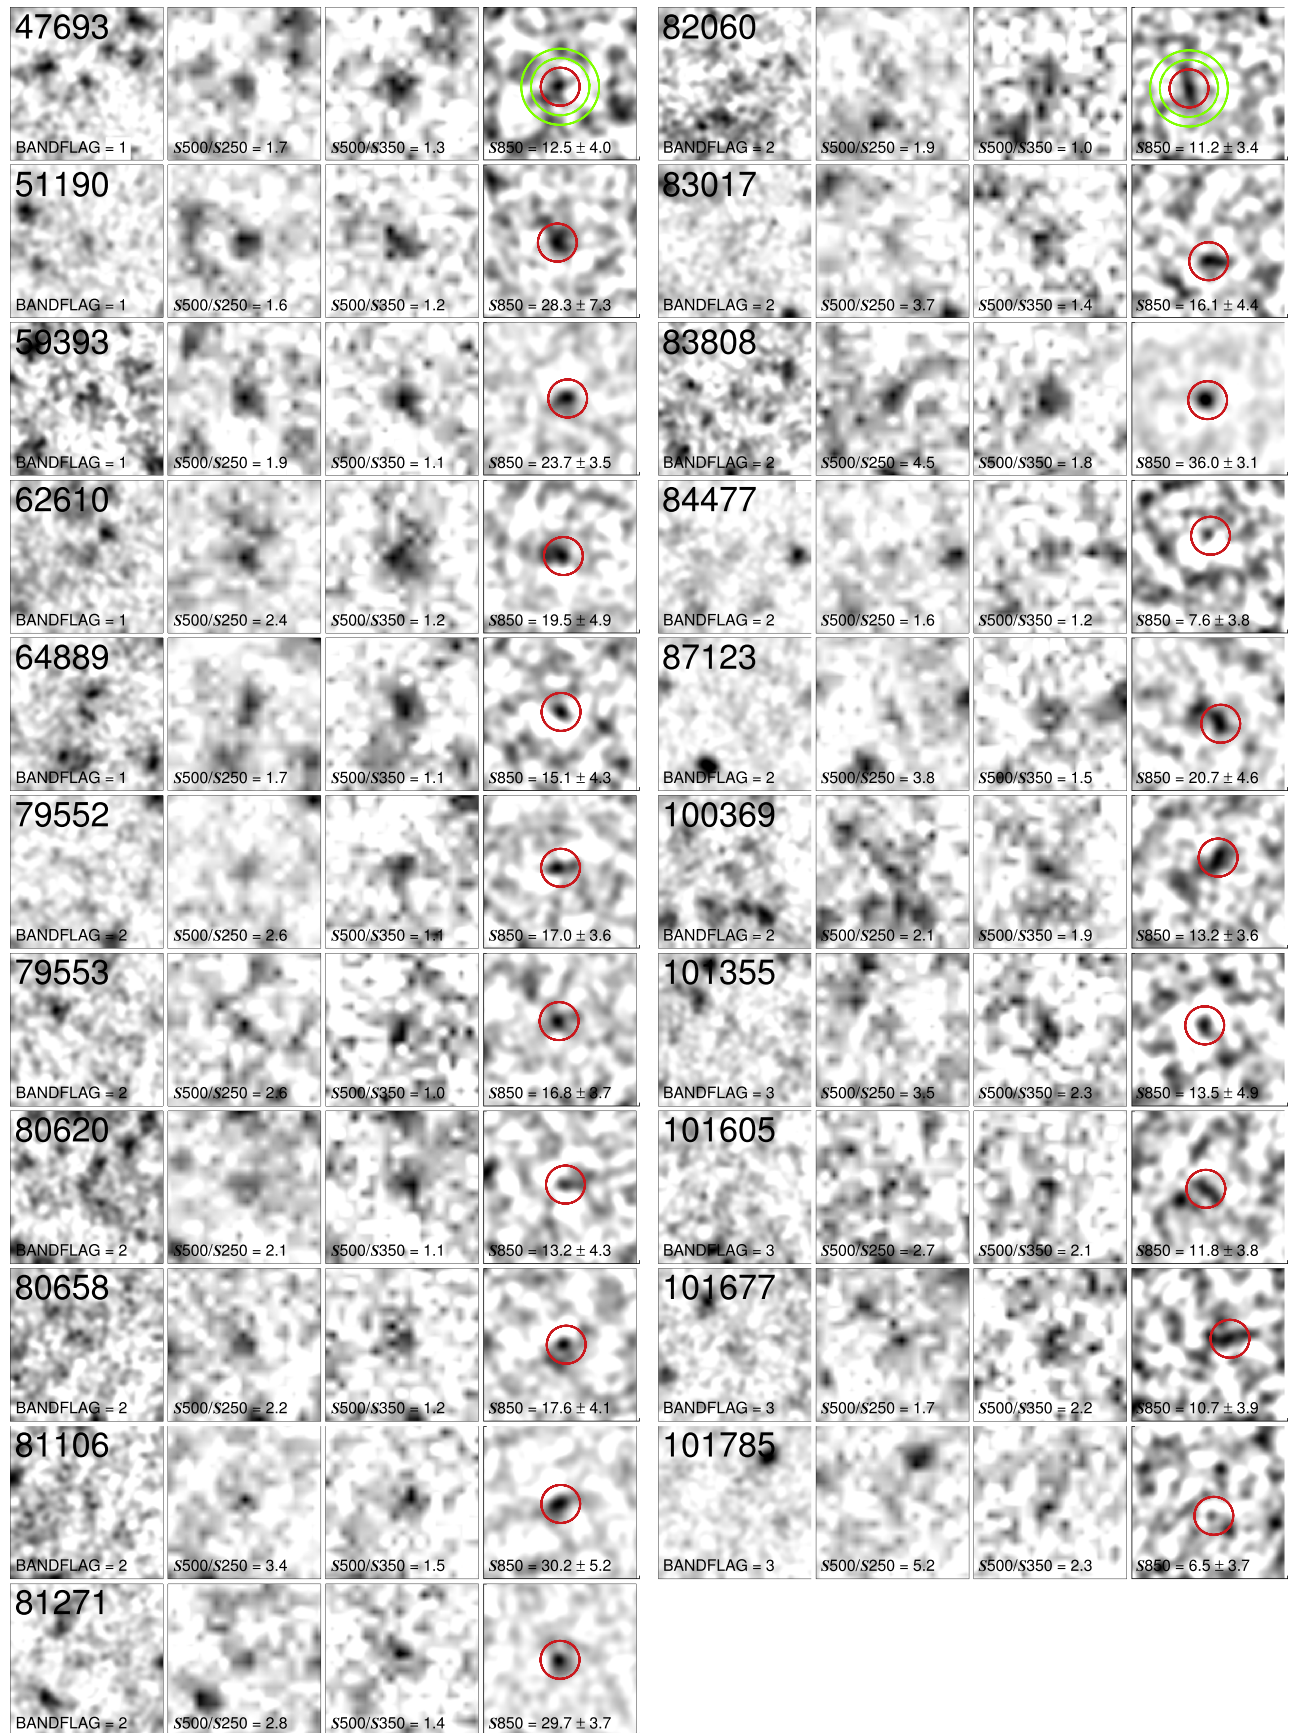 47693
BANDFLAG = 1
S500/S250 = 1.7
S500/S350 = 1.3
S850 = 12.5 ± 4.0
51190
BANDFLAG = 1
S500/S250 = 1.6
S500/S350 = 1.2
S850 = 28.3 ± 7.3
59393
BANDFLAG = 1
S500/S250 = 1.9
S500/S350 = 1.1
S850 = 23.7 ± 3.5
62610
BANDFLAG = 1
S500/S250 = 2.4
S500/S350 = 1.2
S850 = 19.5 ± 4.9
64889
BANDFLAG = 1
S500/S250 = 1.7
S500/S350 = 1.1
S850 = 15.1 ± 4.3
79552
BANDFLAG = 2
S500/S250 = 2.6
S500/S350 = 1.1
S850 = 17.0 ± 3.6
79553
BANDFLAG = 2
S500/S250 = 2.6
S500/S350 = 1.0
S850 = 16.8 ± 3.7
80620
BANDFLAG = 2
S500/S250 = 2.1
S500/S350 = 1.1
S850 = 13.2 ± 4.3
80658
BANDFLAG = 2
S500/S250 = 2.2
S500/S350 = 1.2
S850 = 17.6 ± 4.1
81106
BANDFLAG = 2
S500/S250 = 3.4
S500/S350 = 1.5
S850 = 30.2 ± 5.2
81271
BANDFLAG = 2
S500/S250 = 2.8
S500/S350 = 1.4
S850 = 29.7 ± 3.7
82060
BANDFLAG = 2
S500/S250 = 1.9
S500/S350 = 1.0
S850 = 11.2 ± 3.4
83017
BANDFLAG = 2
S500/S250 = 3.7
S500/S350 = 1.4
S850 = 16.1 ± 4.4
83808
BANDFLAG = 2
S500/S250 = 4.5
S500/S350 = 1.8
S850 = 36.0 ± 3.1
84477
BANDFLAG = 2
S500/S250 = 1.6
S500/S350 = 1.2
S850 = 7.6 ± 3.8
87123
BANDFLAG = 2
S500/S250 = 3.8
S500/S350 = 1.5
S850 = 20.7 ± 4.6
100369
BANDFLAG = 2
S500/S250 = 2.1
S500/S350 = 1.9
S850 = 13.2 ± 3.6
101355
BANDFLAG = 3
S500/S250 = 3.5
S500/S350 = 2.3
S850 = 13.5 ± 4.9
101605
BANDFLAG = 3
S500/S250 = 2.7
S500/S350 = 2.1
S850 = 11.8 ± 3.8
101677
BANDFLAG = 3
S500/S250 = 1.7
S500/S350 = 2.2
S850 = 10.7 ± 3.9
101785
BANDFLAG = 3
S500/S250 = 5.2
S500/S350 = 2.3
S850 = 6.5 ± 3.7